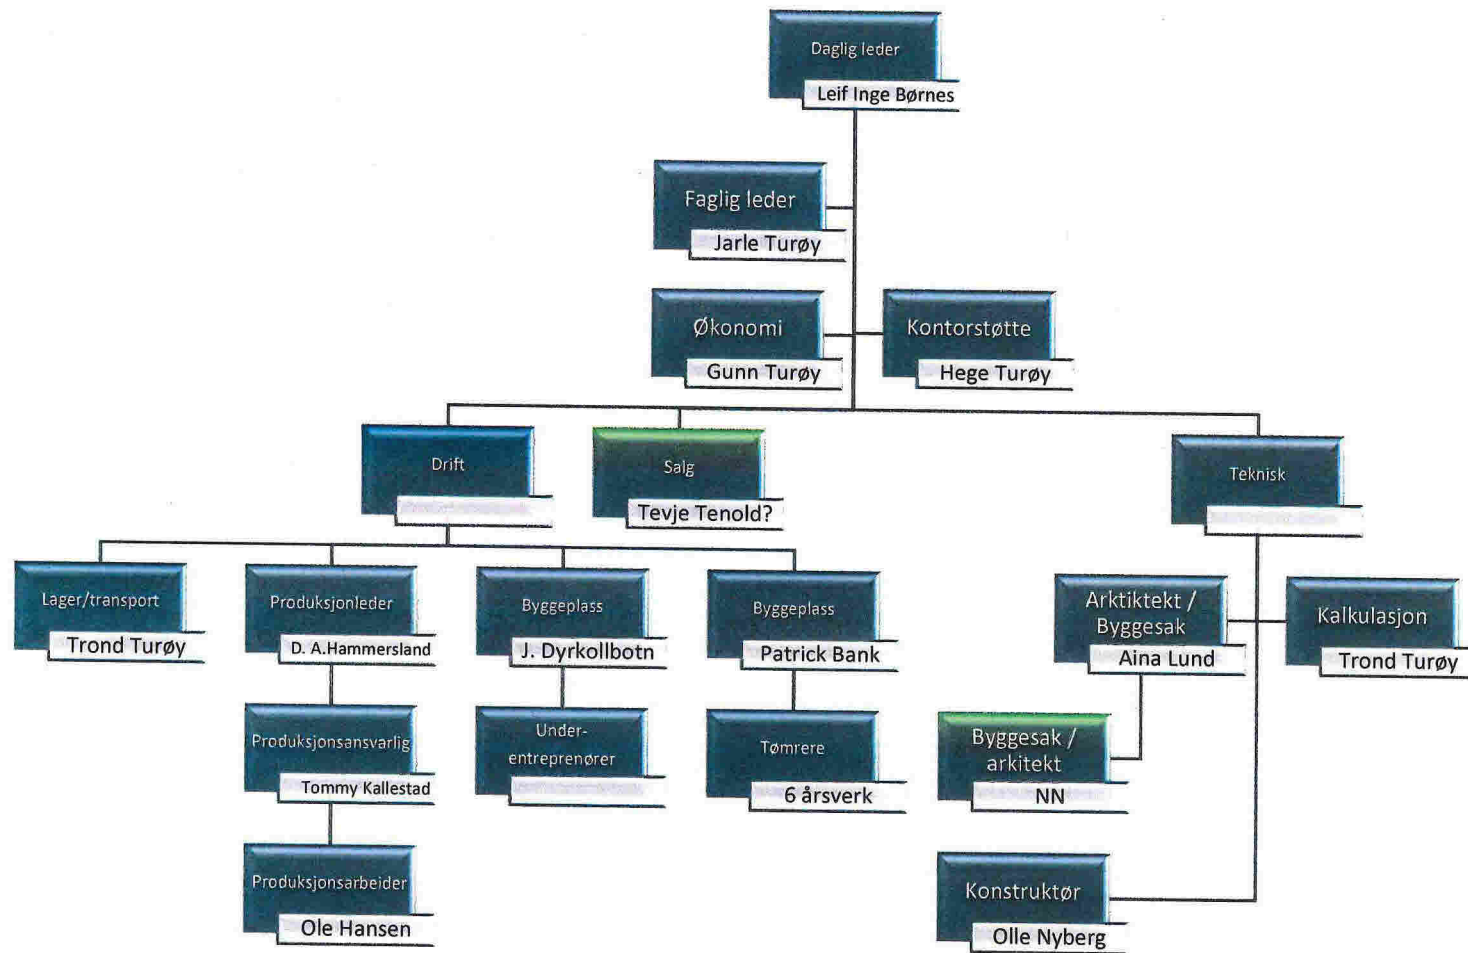 Daglig leder
Leif Inge Børnes
Faglig leder
Jarle Turøy
Økonomi
Gunn Turøy
Kontorstøtte
Hege Turøy
Drift
Salg
Tevje Tenold?
Teknisk
Lager/transport
Trond Turøy
Produksjonleder
D. A.Hammersland
Byggeplass
J. Dyrkollbotn
Byggeplass
Patrick Bank
Arktiktekt /
Byggesak
Aina Lund
Kalkulasjon
Trond Turøy
Produksjonsansvarlig
Tommy Kallestad
Under-
entreprenører
Tømrere
6 årsverk
Byggesak /
arkitekt
NN
Produksjonsarbeider
Ole Hansen
Konstruktør
Olle Nyberg